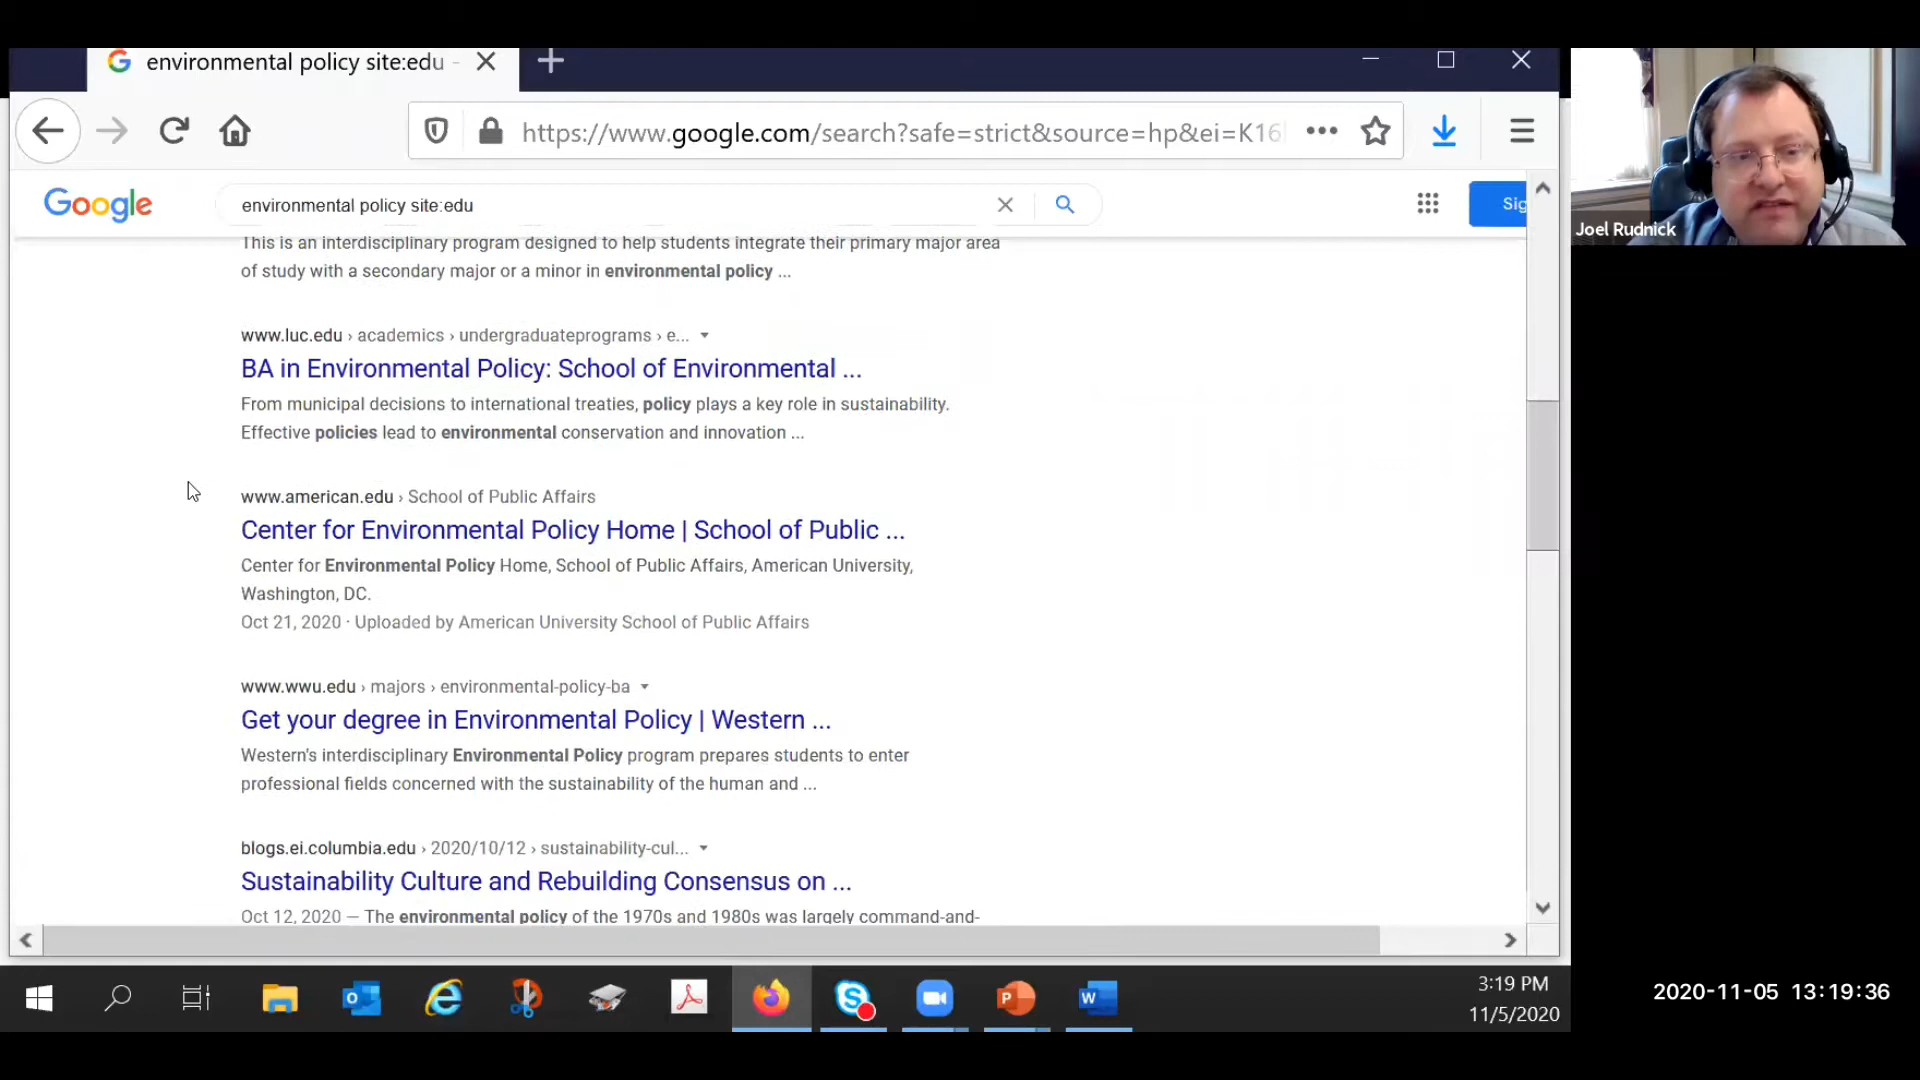 environmental policy site:edu -
https://www.google.com/search?safe=strict&source=hp&ei=K16
Google
environmental policy site:edu
Sig
This is an interdisciplinary program designed to help students integrate their primary major area
of study with a secondary major or a minor in environmental policy ...
www.luc.edu › academics › undergraduateprograms › e...
BA in Environmental Policy: School of Environmental ...
From municipal decisions to international treaties, policy plays a key role in sustainability.
Effective policies lead to environmental conservation and innovation ...
www.american.edu › School of Public Affairs
Center for Environmental Policy Home | School of Public ...
Center for Environmental Policy Home, School of Public Affairs, American University,
Washington, DC.
Oct 21, 2020 · Uploaded by American University School of Public Affairs
www.wwu.edu › majors › environmental-policy-ba
Get your degree in Environmental Policy | Western ...
Western's interdisciplinary Environmental Policy program prepares students to enter
professional fields concerned with the sustainability of the human and ...
blogs.ei.columbia.edu › 2020/10/12 › sustainability-cul...
Sustainability Culture and Rebuilding Consensus on ...
Oct 12, 2020 — The environmental policy of the 1970s and 1980s was largely command-and-
3:19 PM
11/5/2020
Joel Rudnick
2020-11-05 13:19:36